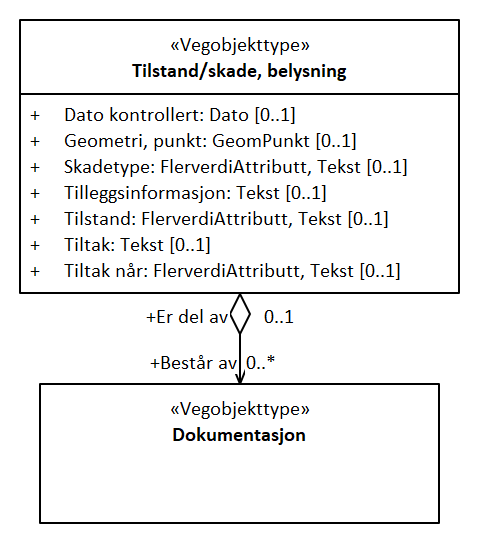 «Vegobjekttype»
Tilstand/skade, belysning
+ Dato kontrollert: Dato [0..1]
+ Geometri, punkt: GeomPunkt [0..1]
+ Skadetype: FlerverdiAttributt, Tekst [0..1]
+ Tilleggsinformasjon: Tekst [0..1]
+ Tilstand: FlerverdiAttributt, Tekst [0..1]
+ Tiltak: Tekst [0..1]
+ Tiltak når: FlerverdiAttributt, Tekst [0..1]
+Er del av 0..1
+Består av 0..*
«Vegobjekttype»
Dokumentasjon